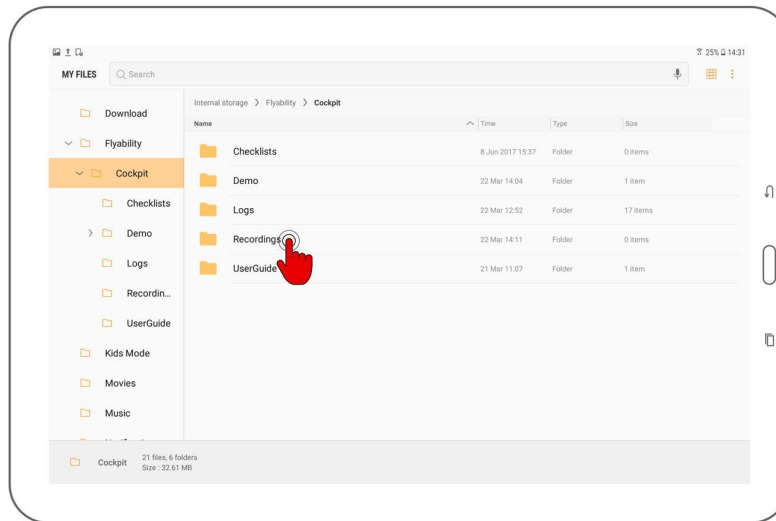 25% 14:31
MY FILES
Search
Download
Flyability
Cockpit
Checklists
Demo
Logs
Recordin...
UserGuide
Kids Mode
Movies
Music
Internal storage > Flyability > Cockpit
Name Time Type Size
Checklists 8 Jun 2017 15:37 Folder 0 items
Demo 22 Mar 14:04 Folder 1 item
Logs 22 Mar 12:52 Folder 17 items
Recordings 22 Mar 14:11 Folder 0 items
UserGuide 21 Mar 11:07 Folder 1 item
Cockpit
21 files, 6 folders
Size : 32.61 MB